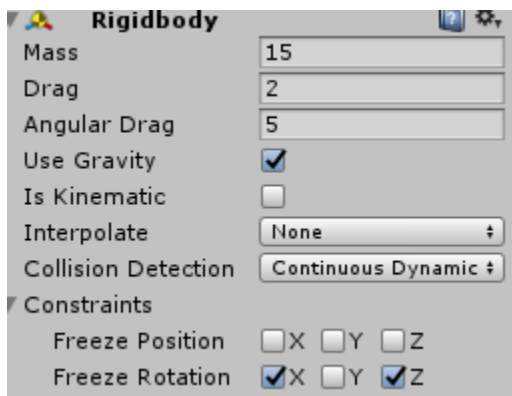 Rigidbody
Mass 15
Drag 2
Angular Drag 5
Use Gravity
Is Kinematic
Interpolate None
Collision Detection Continuous Dynamic
Constraints
Freeze Position X Y Z
Freeze Rotation X Y Z